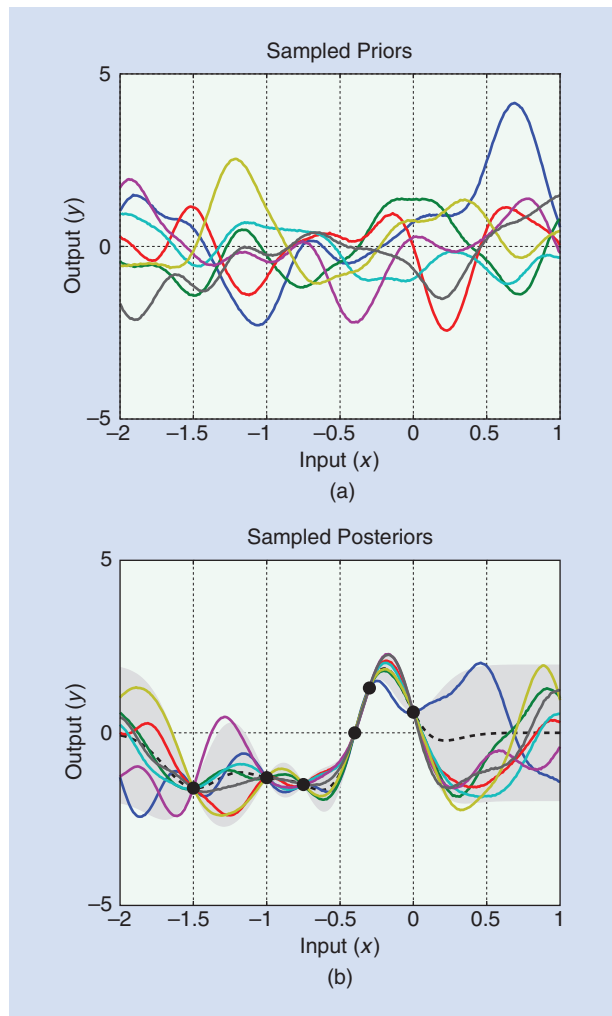 Sampled Priors
5
0
−5
Output (y)
−2 −1.5 −1 −0.5 0 0.5 1
Input (x)
(a)
Sampled Posteriors
5
0
−5
Output (y)
−2 −1.5 −1 −0.5 0 0.5 1
Input (x)
(b)